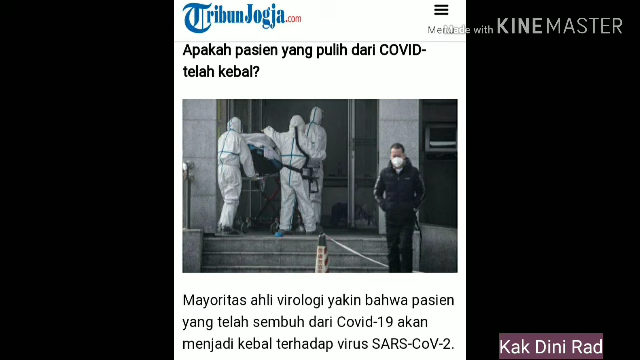 TribunJogja.com
Menu
Made with KINEMASTER
Apakah pasien yang pulih dari COVID-
telah kebal?
Mayoritas ahli virologi yakin bahwa pasien
yang telah sembuh dari Covid-19 akan
menjadi kebal terhadap virus SARS-CoV-2.
Kak Dini Rad